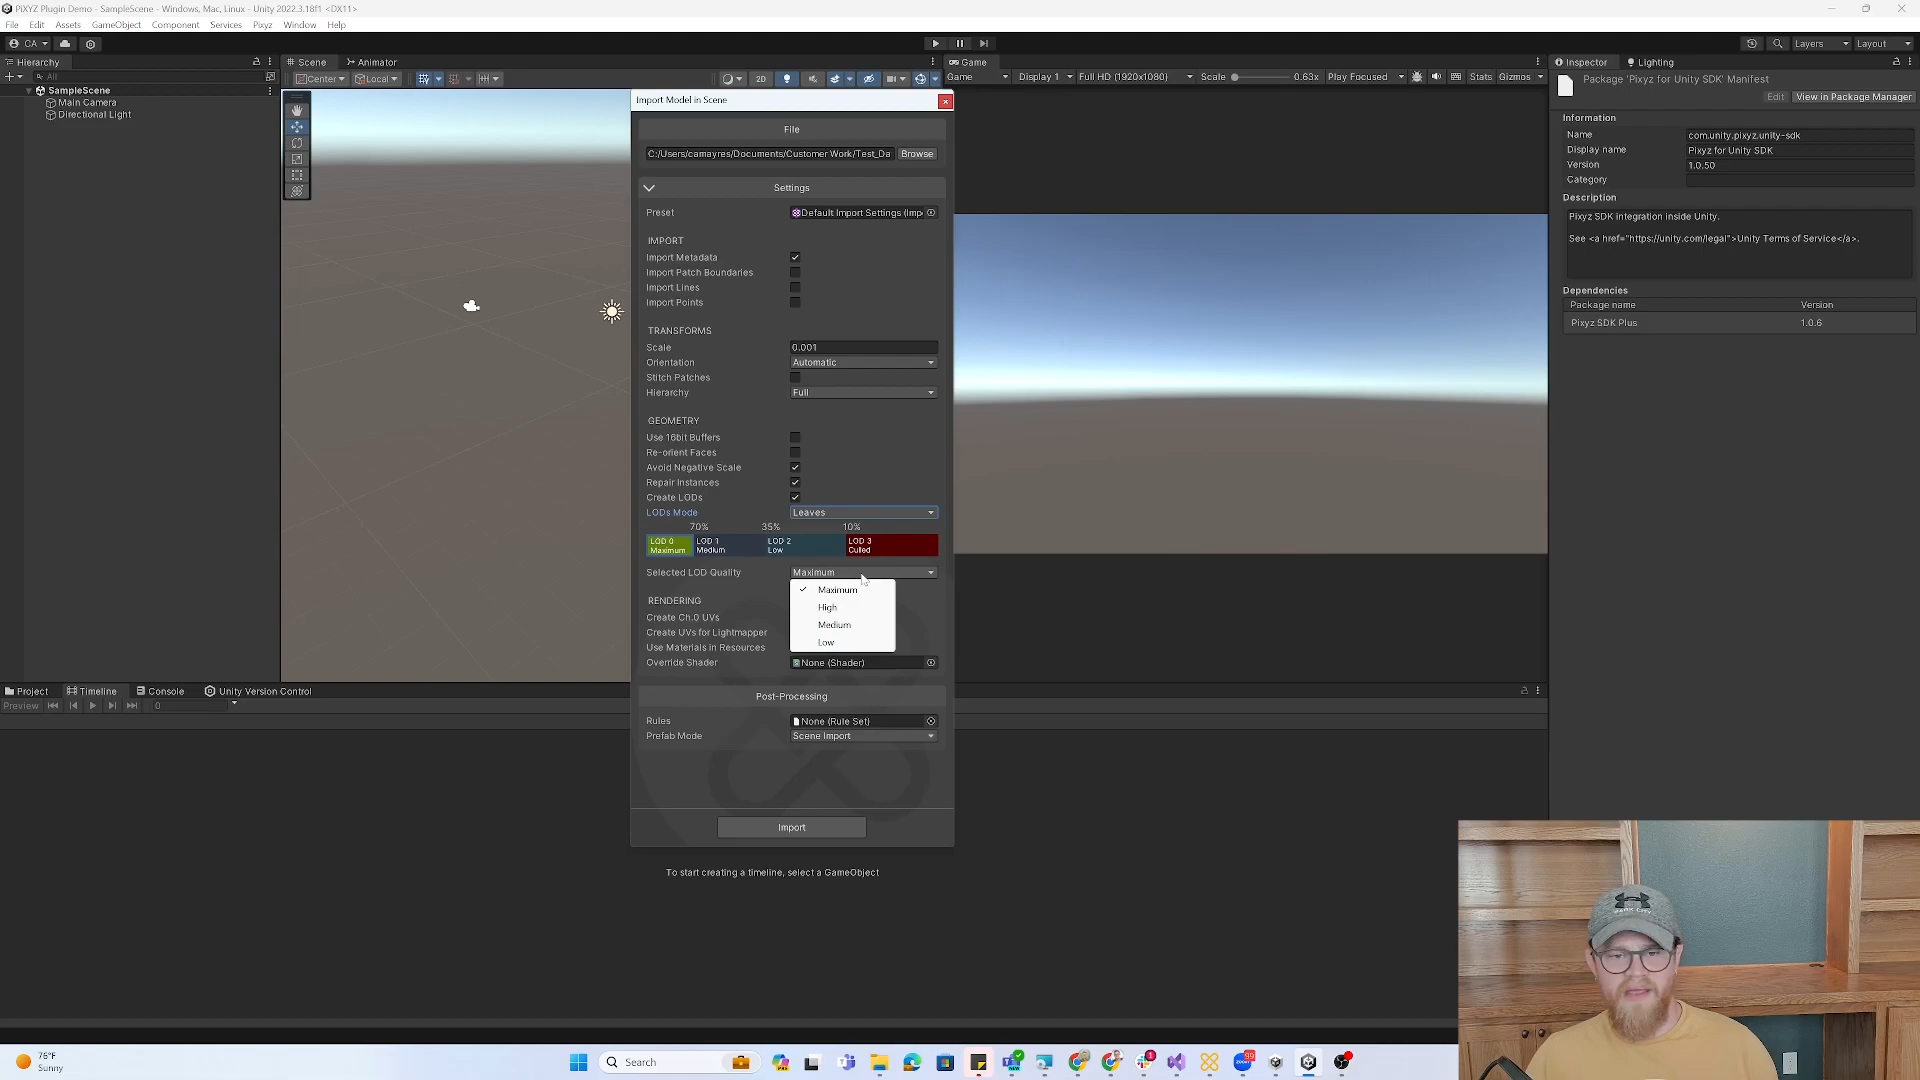 PiXYZ Plugin Demo - SampleScene - Windows, Mac, Linux - Unity 2022.3.18f1 <DX11>
File Edit Assets GameObject Component Services Pixyz Window Help
CA Layers Layout
Hierarchy Scene Animator Game Inspector Lighting
All Center Local 2D Game Display 1 Full HD (1920x1080) Scale 0.63x Play Focused Stats Gizmos
Package 'Pixyz for Unity SDK' Manifest
Edit View in Package Manager
SampleScene
Main Camera
Directional Light
Import Model in Scene
File
C:/Users/camayres/Documents/Customer Work/Test_Da Browse
Settings
Preset Default Import Settings (Imp
IMPORT
Import Metadata
Import Patch Boundaries
Import Lines
Import Points
TRANSFORMS
Scale 0.001
Orientation Automatic
Stitch Patches
Hierarchy Full
GEOMETRY
Use 16bit Buffers
Re-orient Faces
Avoid Negative Scale
Repair Instances
Create LODs
LODs Mode Leaves
70% 35% 10%
LOD 0 LOD 1 LOD 2 LOD 3
Maximum Medium Low Culled
Selected LOD Quality Maximum
Maximum
High
Medium
Low
RENDERING
Create Ch.0 UVs
Create UVs for Lightmapper
Use Materials in Resources
Override Shader None (Shader)
Post-Processing
Rules None (Rule Set)
Prefab Mode Scene Import
Import
Information
Name com.unity.pixyz.unity-sdk
Display name Pixyz for Unity SDK
Version 1.0.50
Category
Description
Pixyz SDK integration inside Unity.
See <a href="https://unity.com/legal">Unity Terms of Service</a>.
Dependencies
Package name Version
Pixyz SDK Plus 1.0.6
Project Timeline Console Unity Version Control
Preview 0
To start creating a timeline, select a GameObject
76°F
Sunny
Search
99
1